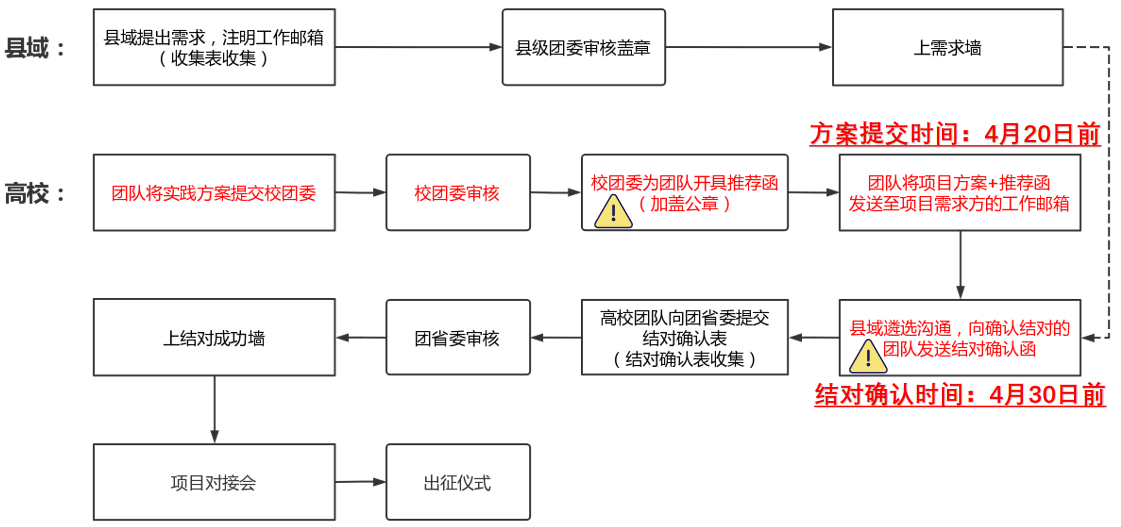 县域：
县域提出需求，注明工作邮箱
（收集表收集）
县级团委审核盖章
上需求墙
方案提交时间：4月20日前
高校：
团队将实践方案提交校团委
校团委审核
校团委为团队开具推荐函
（加盖公章）
团队将项目方案+推荐函
发送至项目需求方的工作邮箱
县域遴选沟通，向确认结对的
团队发送结对确认函
结对确认时间：4月30日前
高校团队向团省委提交
结对确认表
（结对确认表收集）
团省委审核
上结对成功墙
项目对接会
出征仪式